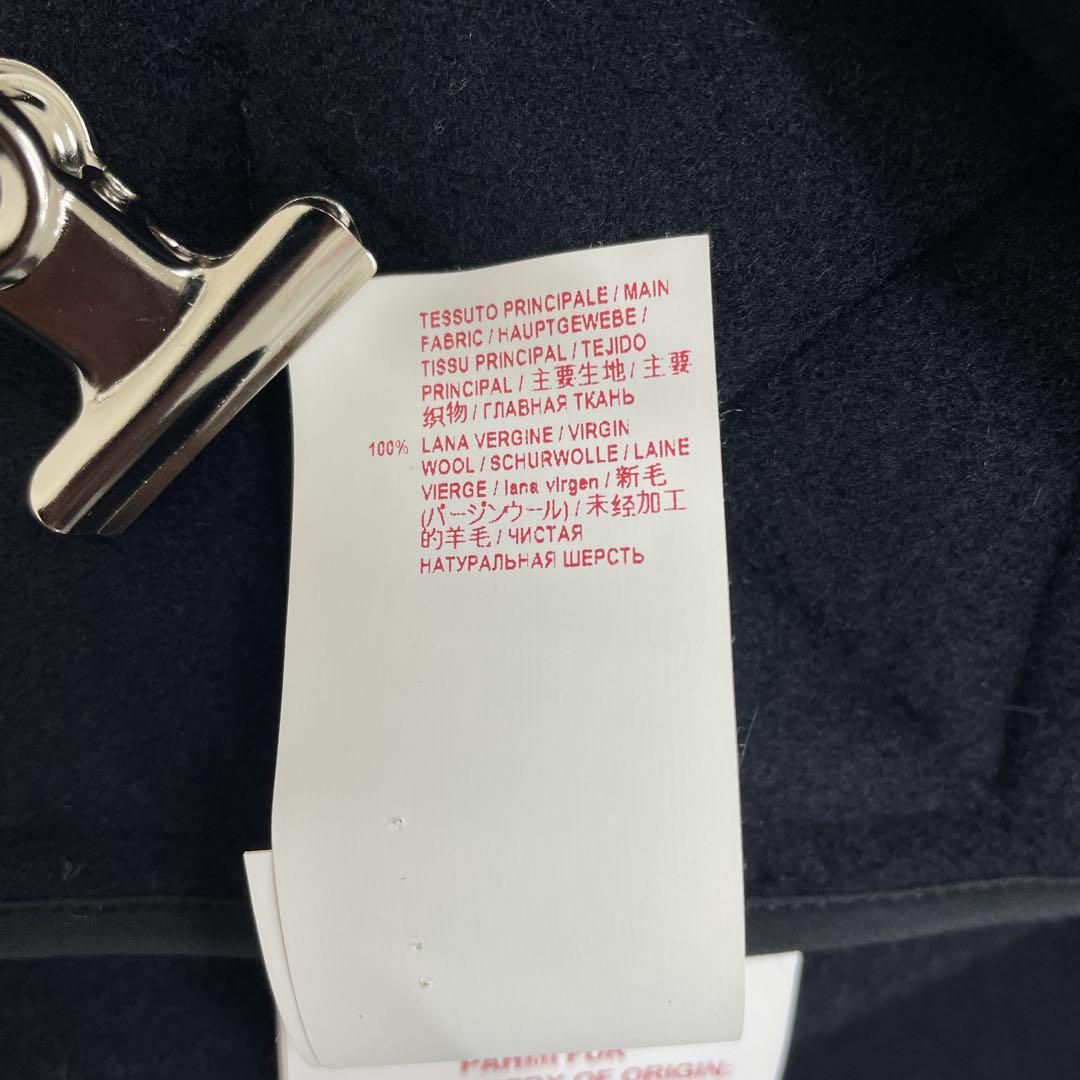 TESSUTO PRINCIPALE / MAIN
FABRIC / HAUPTGEWEBE /
TISSU PRINCIPAL / TEJIDO
PRINCIPAL / 主要生地 / 主要
织物 / ГЛАВНАЯ ТКАНЬ
100% LANA VERGINE / VIRGIN
WOOL / SCHURWOLLE / LAINE
VIERGE / lana virgen / 新毛
(バージンウール) / 未经加工
的羊毛 / ЧИСТАЯ
НАТУРАЛЬНАЯ ШЕРСТЬ
OF ORIGIN: